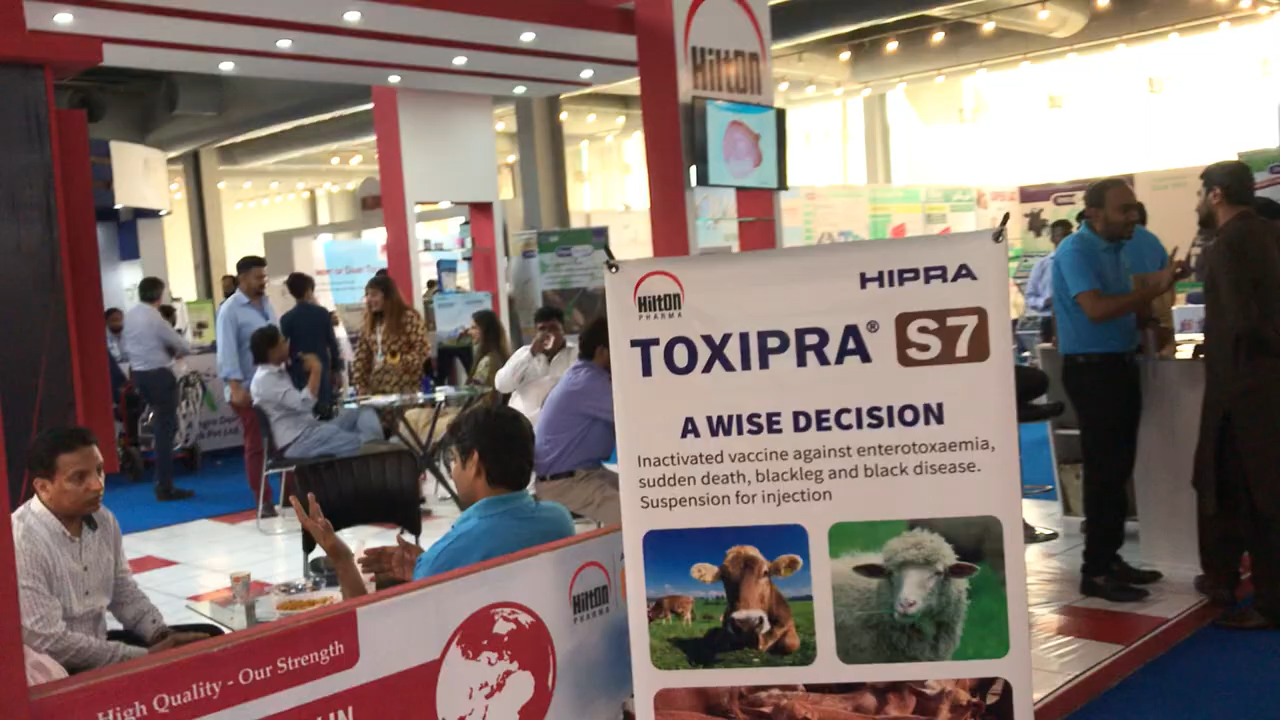 Hilton
Hilton
PHARMA
HIPRA
TOXIPRA® S7
A WISE DECISION
Inactivated vaccine against enterotoxaemia,
sudden death, blackleg and black disease.
Suspension for injection
Hilton
PHARMA
High Quality - Our Strength